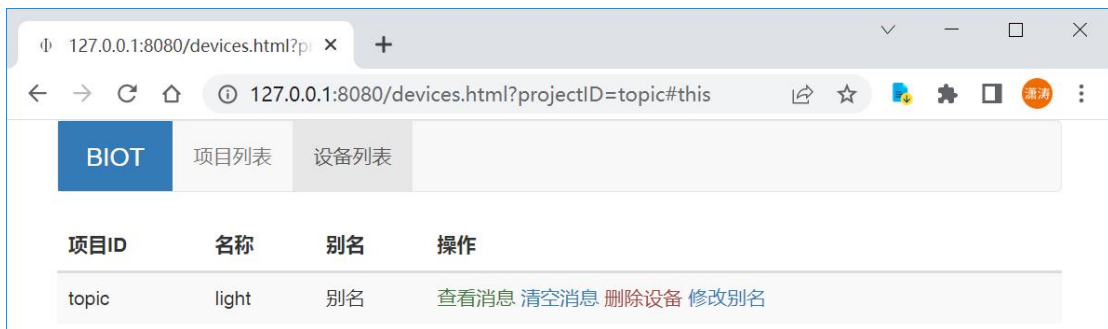 127.0.0.1:8080/devices.html?p
127.0.0.1:8080/devices.html?projectID=topic#this
潇涛
BIOT 项目列表 设备列表
项目ID 名称 别名 操作
topic light 别名 查看消息 清空消息 删除设备 修改别名